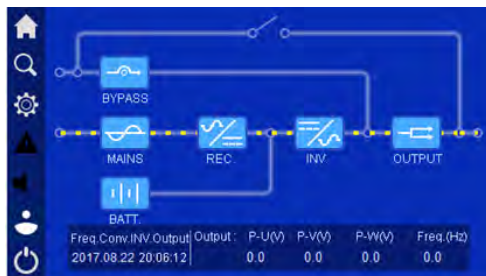 BYPASS
MAINS
REC.
INV
OUTPUT
BATT.
Freq.Conv.INV.Output Output : P-U(V) P-V(V) P-W(V) Freq.(Hz)
2017.08.22 20:06:12 0.0 0.0 0.0 0.0